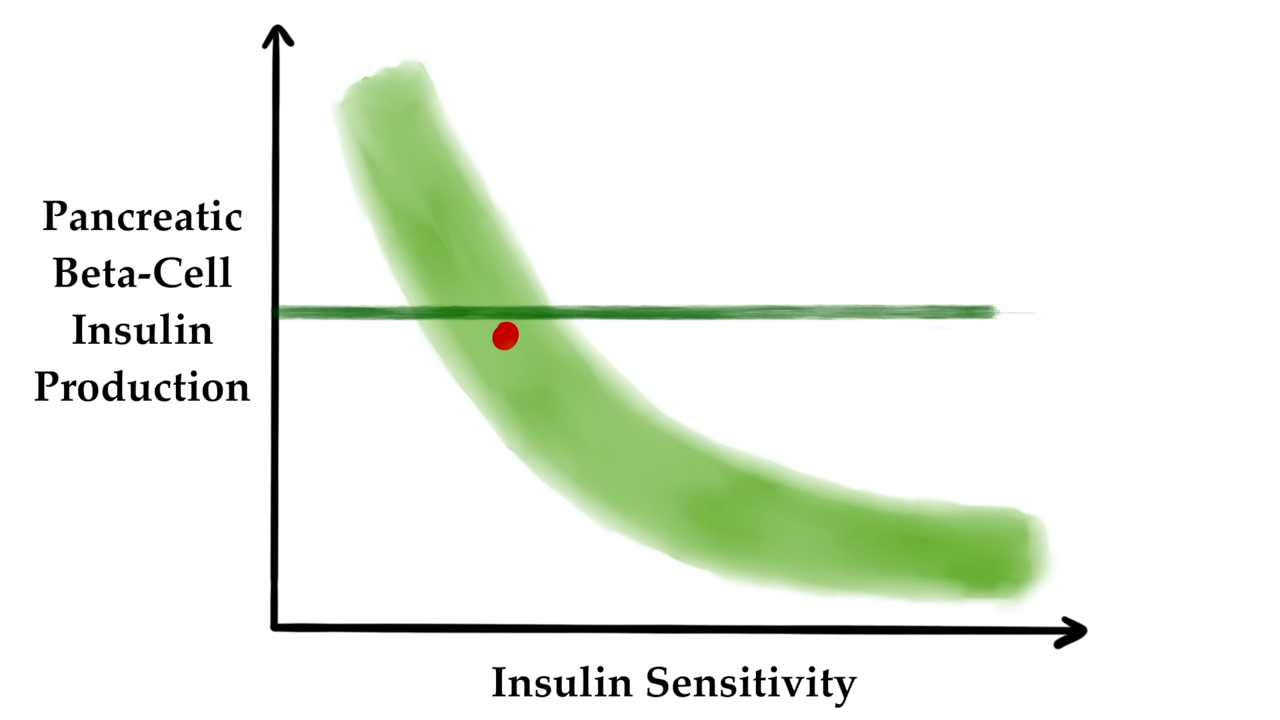 Pancreatic
Beta-Cell
Insulin
Production
Insulin Sensitivity